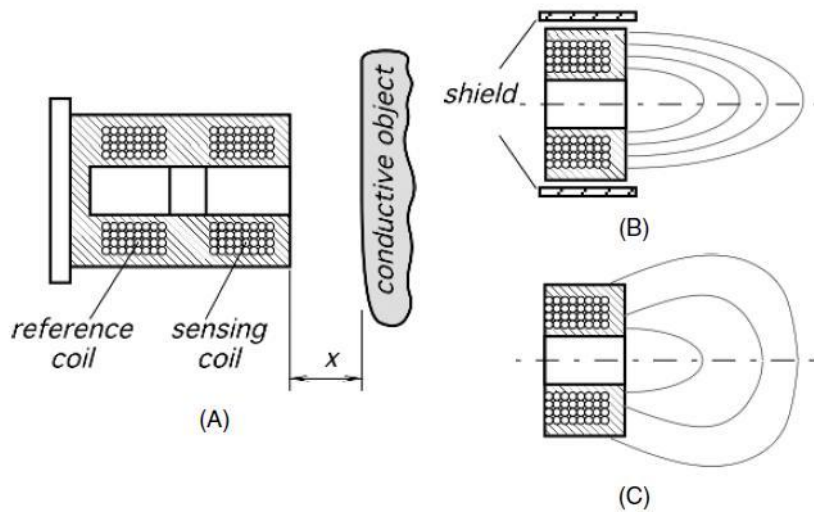 conductive object
reference
coil
sensing
coil
x
(A)
shield
(B)
(C)